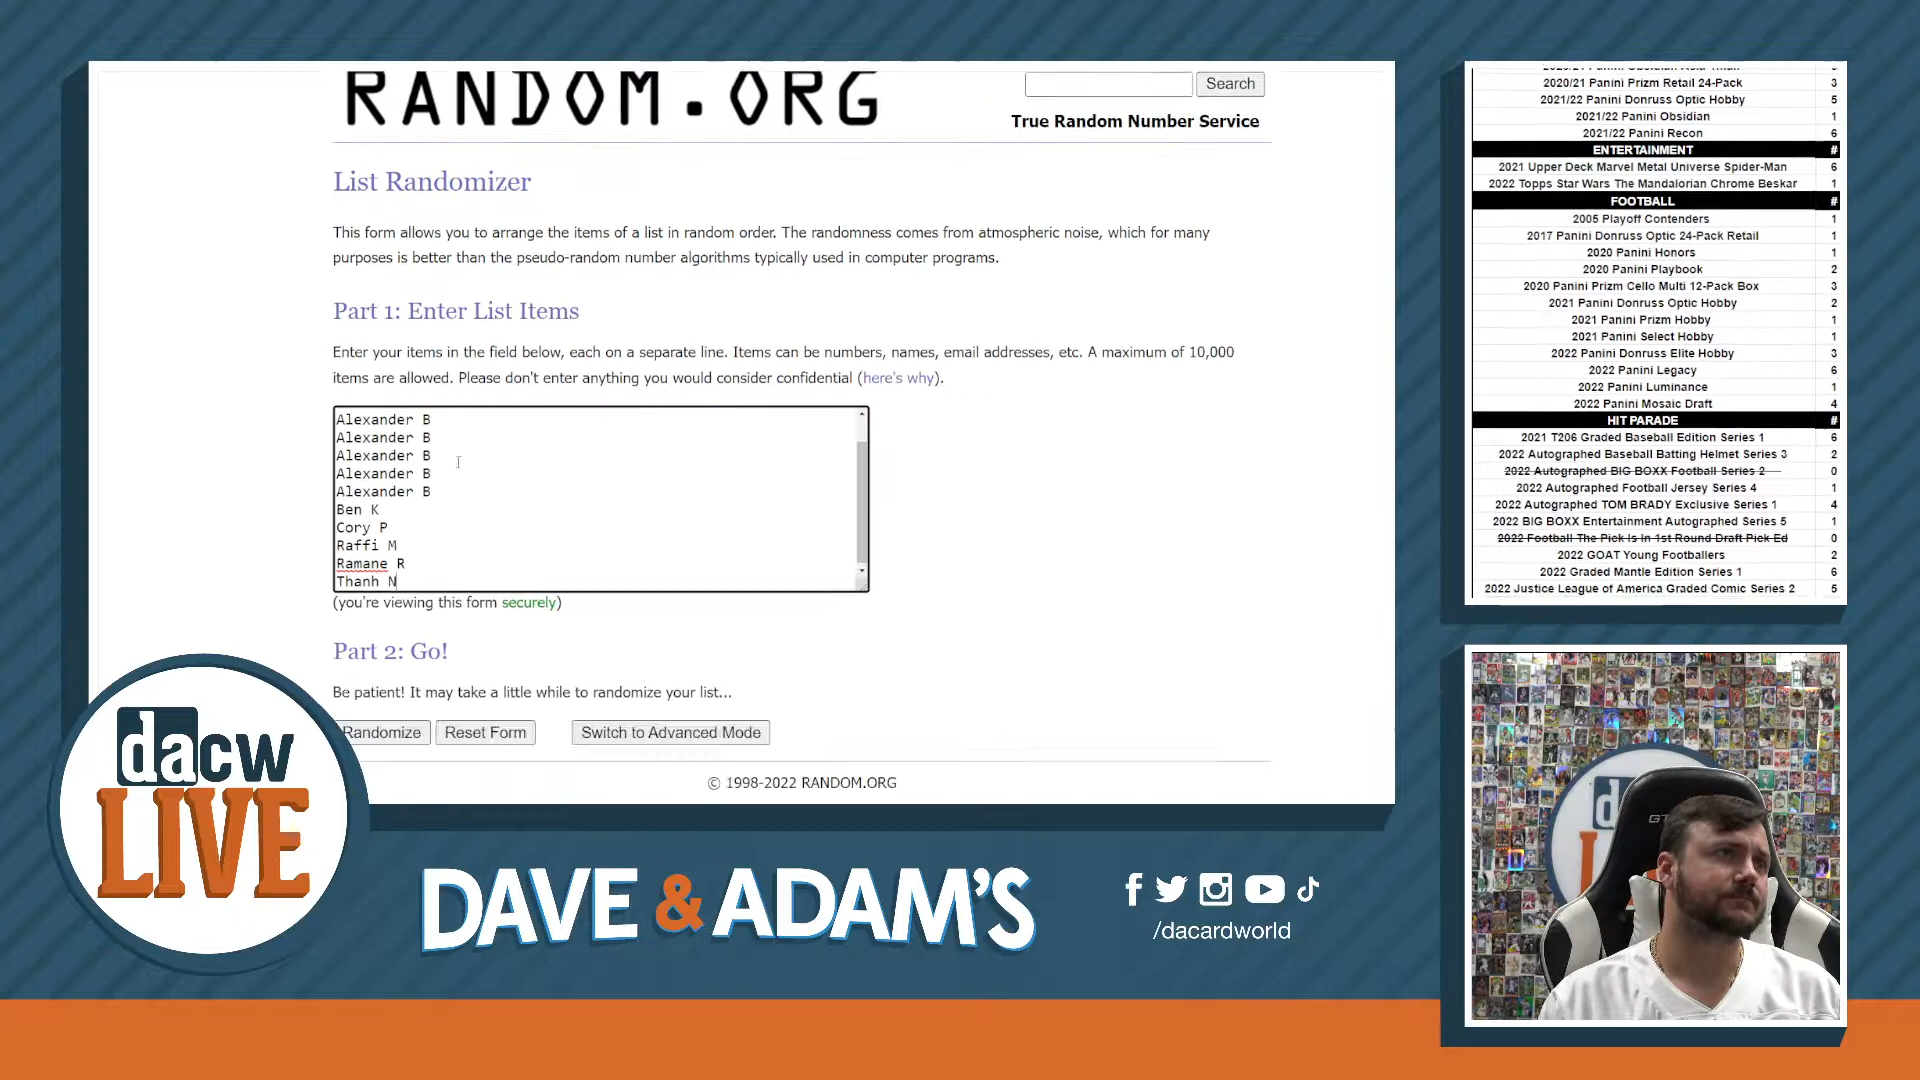 RANDOM.ORG
Search
True Random Number Service
List Randomizer
This form allows you to arrange the items of a list in random order. The randomness comes from atmospheric noise, which for many
purposes is better than the pseudo-random number algorithms typically used in computer programs.
Part 1: Enter List Items
Enter your items in the field below, each on a separate line. Items can be numbers, names, email addresses, etc. A maximum of 10,000
items are allowed. Please don't enter anything you would consider confidential (here's why).
Alexander B
Alexander B
Alexander B
Alexander B
Alexander B
Ben K
Cory P
Raffi M
Ramane R
Thanh N
(you're viewing this form securely)
Part 2: Go!
Be patient! It may take a little while to randomize your list...
Randomize
Reset Form
Switch to Advanced Mode
© 1998-2022 RANDOM.ORG
2020/21 Panini Prizm Retail 24-Pack 3
2021/22 Panini Donruss Optic Hobby 5
2021/22 Panini Obsidian 1
2021/22 Panini Recon 6
ENTERTAINMENT #
2021 Upper Deck Marvel Metal Universe Spider-Man 6
2022 Topps Star Wars The Mandalorian Chrome Beskar 1
FOOTBALL #
2005 Playoff Contenders 1
2017 Panini Donruss Optic 24-Pack Retail 1
2020 Panini Honors 1
2020 Panini Playbook 2
2020 Panini Prizm Cello Multi 12-Pack Box 3
2021 Panini Donruss Optic Hobby 2
2021 Panini Prizm Hobby 1
2021 Panini Select Hobby 1
2022 Panini Donruss Elite Hobby 3
2022 Panini Legacy 6
2022 Panini Luminance 1
2022 Panini Mosaic Draft 4
HIT PARADE #
2021 T206 Graded Baseball Edition Series 1 6
2022 Autographed Baseball Batting Helmet Series 3 2
2022 Autographed BIG BOXX Football Series 2 0
2022 Autographed Football Jersey Series 4 1
2022 Autographed TOM BRADY Exclusive Series 1 4
2022 BIG BOXX Entertainment Autographed Series 5 1
2022 Football The Pick Is In 1st Round Draft Pick Ed 0
2022 GOAT Young Footballers 2
2022 Graded Mantle Edition Series 1 6
2022 Justice League of America Graded Comic Series 2 5
dacw
LIVE
DAVE & ADAM'S
/dacardworld